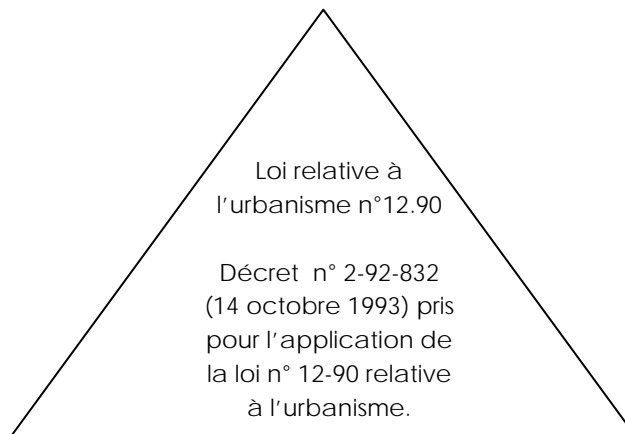 Loi relative à
l'urbanisme n°12.90
Décret n° 2-92-832
(14 octobre 1993) pris
pour l'application de
la loi n° 12-90 relative
à l'urbanisme.